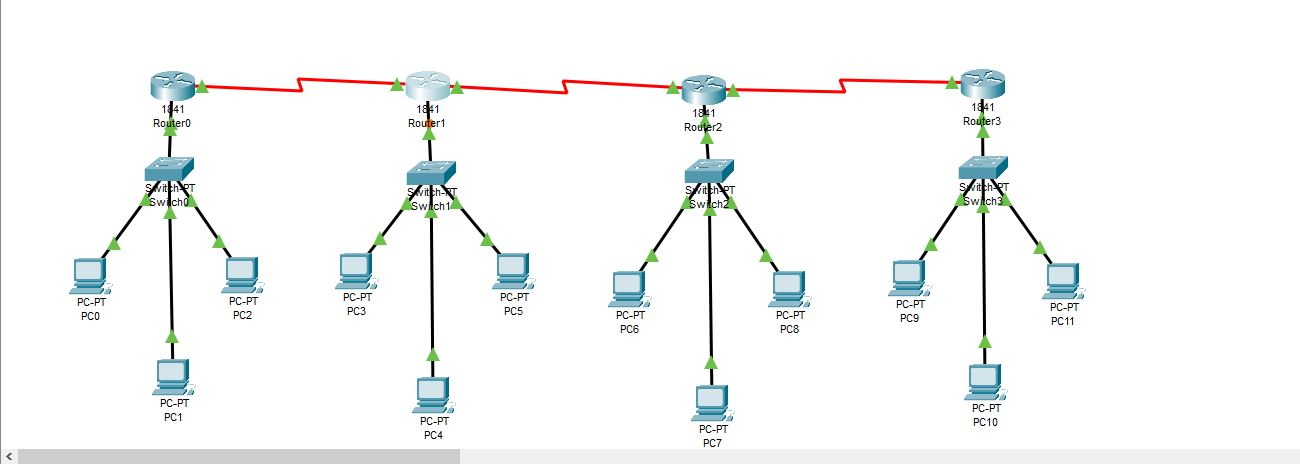 1841
Router0
1841
Router1
1841
Router2
1841
Router3
Switch-PT
Switch0
Switch-PT
Switch1
Switch-PT
Switch2
Switch-PT
Switch3
PC-PT
PC0
PC-PT
PC2
PC-PT
PC3
PC-PT
PC5
PC-PT
PC6
PC-PT
PC8
PC-PT
PC9
PC-PT
PC11
PC-PT
PC1
PC-PT
PC4
PC-PT
PC7
PC-PT
PC10